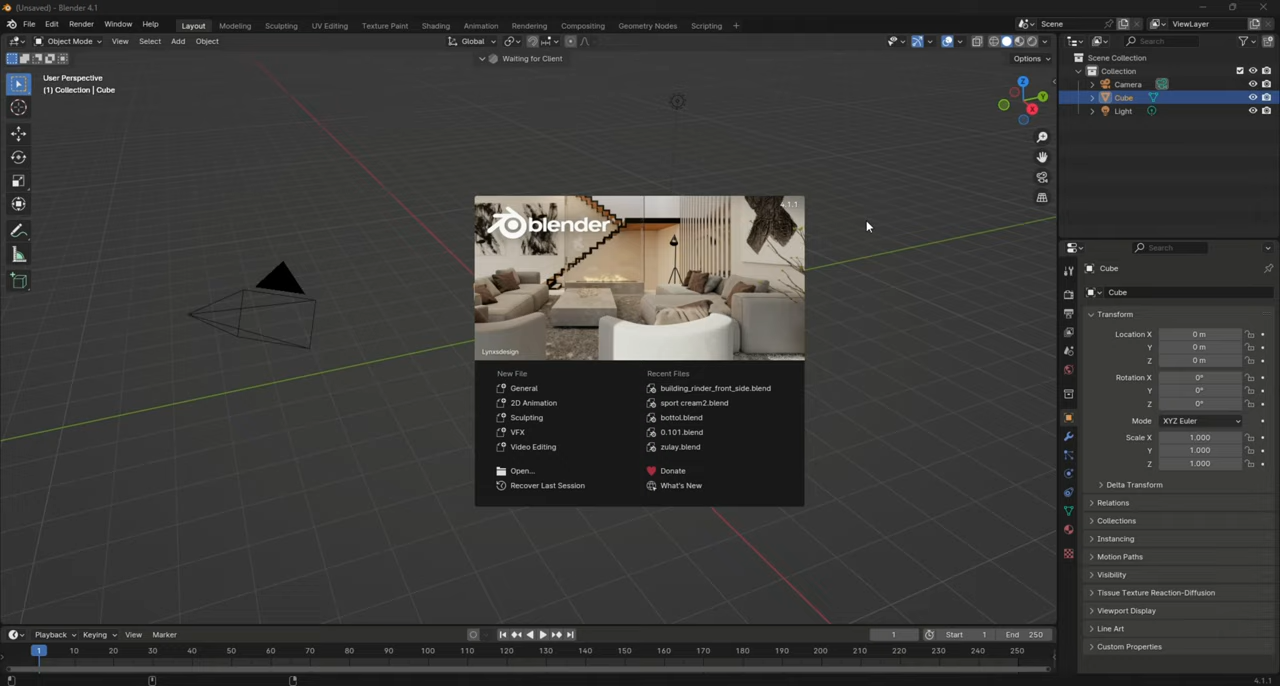 (Unsaved) - Blender 4.1
File Edit Render Window Help
Layout Modeling Sculpting UV Editing Texture Paint Shading Animation Rendering Compositing Geometry Nodes Scripting +
Scene
ViewLayer
Object Mode View Select Add Object
Global
Search
Waiting for Client
Options
User Perspective
(1) Collection | Cube
Z
Y
X
Scene Collection
Collection
Camera
Cube
Light
4.1.1
blender
Lynxsdesign
New File
General
2D Animation
Sculpting
VFX
Video Editing
Open...
Recover Last Session
Recent Files
building_rinder_front_side.blend
sport cream2.blend
bottol.blend
0.101.blend
zulay.blend
Donate
What's New
Search
Cube
Cube
Transform
Location X 0 m
Y 0 m
Z 0 m
Rotation X 0°
Y 0°
Z 0°
Mode XYZ Euler
Scale X 1.000
Y 1.000
Z 1.000
Delta Transform
Relations
Collections
Instancing
Motion Paths
Visibility
Tissue Texture Reaction-Diffusion
Viewport Display
Line Art
Custom Properties
Playback Keying View Marker
1 Start 1 End 250
1 10 20 30 40 50 60 70 80 90 100 110 120 130 140 150 160 170 180 190 200 210 220 230 240 250
4.1.1